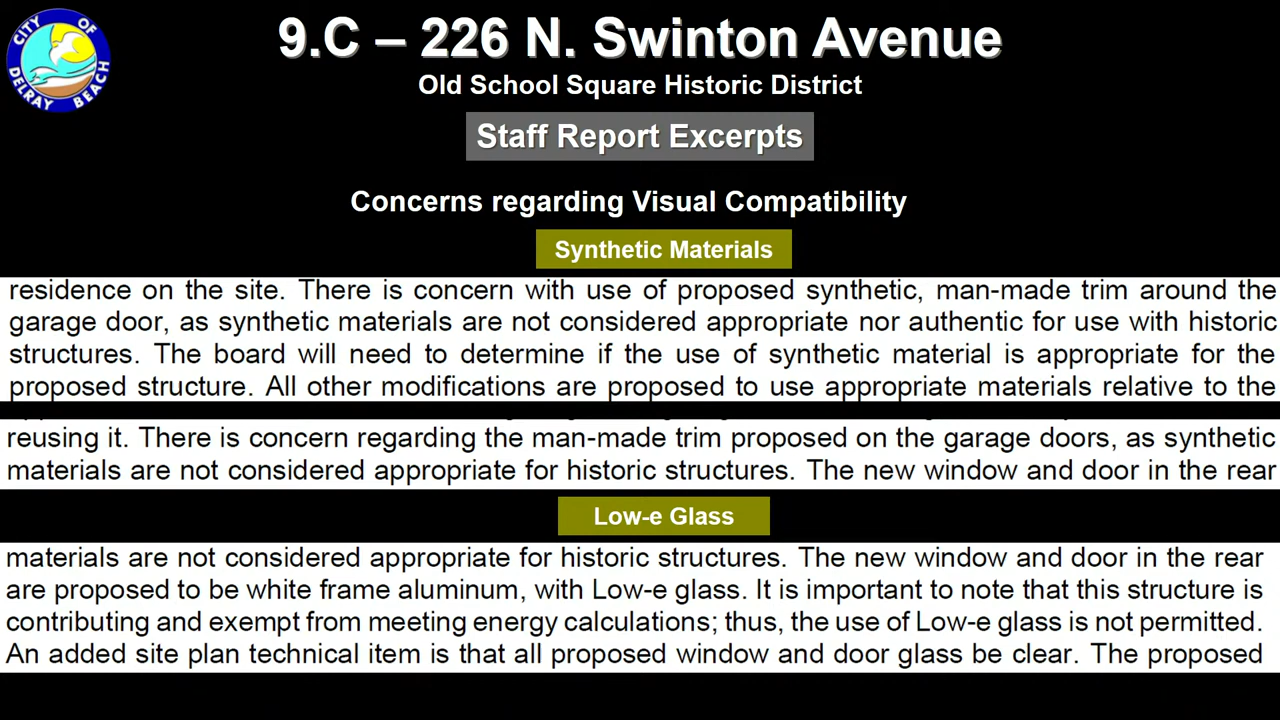 CITY OF
DELRAY BEACH
9.C – 226 N. Swinton Avenue
Old School Square Historic District
Staff Report Excerpts
Concerns regarding Visual Compatibility
Synthetic Materials
residence on the site. There is concern with use of proposed synthetic, man-made trim around the
garage door, as synthetic materials are not considered appropriate nor authentic for use with historic
structures. The board will need to determine if the use of synthetic material is appropriate for the
proposed structure. All other modifications are proposed to use appropriate materials relative to the
reusing it. There is concern regarding the man-made trim proposed on the garage doors, as synthetic
materials are not considered appropriate for historic structures. The new window and door in the rear
Low-e Glass
materials are not considered appropriate for historic structures. The new window and door in the rear
are proposed to be white frame aluminum, with Low-e glass. It is important to note that this structure is
contributing and exempt from meeting energy calculations; thus, the use of Low-e glass is not permitted.
An added site plan technical item is that all proposed window and door glass be clear. The proposed